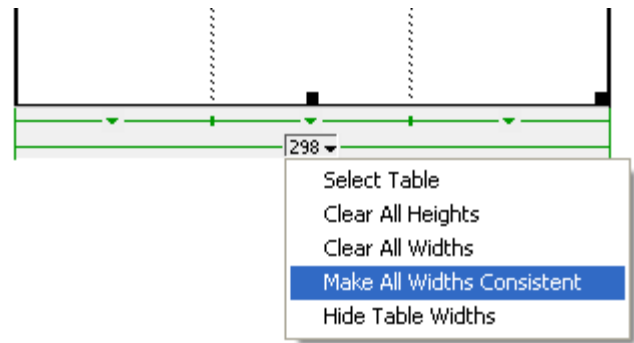 298
Select Table
Clear All Heights
Clear All Widths
Make All Widths Consistent
Hide Table Widths